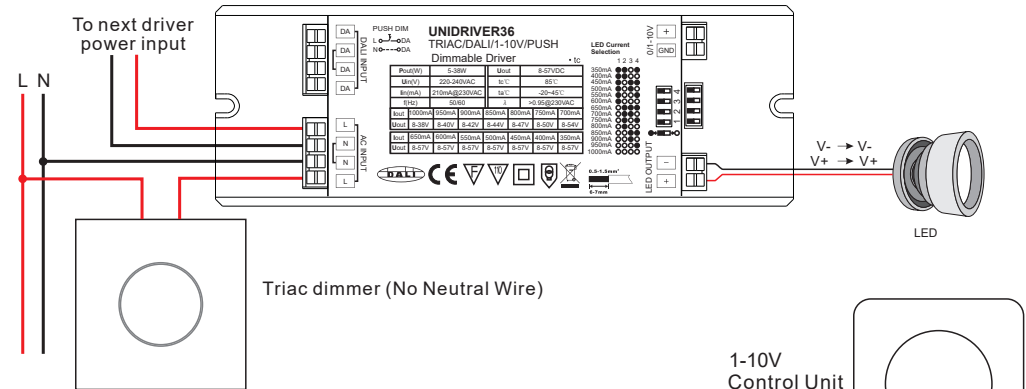 To next driver
power input
L N
DA
DA
DA
DA
DALI INPUT
PUSH DIM
L DA
N DA
UNIDRIVER36
TRIAC/DALI/1-10V/PUSH
Dimmable Driver
• tc
Pout(W) 5-38W Uout 8-57VDC
Uin(V) 220-240VAC tc℃ 85℃
Iin(mA) 210mA@230VAC ta℃ -20~45℃
f(Hz) 50/60 λ >0.95@230VAC
Iout 1000mA 950mA 900mA 850mA 800mA 750mA 700mA
Uout 8-38V 8-40V 8-42V 8-44V 8-47V 8-50V 8-54V
Iout 650mA 600mA 550mA 500mA 450mA 400mA 350mA
Uout 8-57V 8-57V 8-57V 8-57V 8-57V 8-57V 8-57V
L
N
N
L
AC INPUT
DALI
CE
F
110
0.5-1.5mm²
6-7mm
LED Current
Selection
1 2 3 4
350mA
400mA
450mA
500mA
550mA
600mA
650mA
700mA
750mA
800mA
850mA
900mA
950mA
1000mA
0/1-10V
+
GND
1 2 3 4
LED OUTPUT
−
+
V- → V-
V+ → V+
LED
Triac dimmer (No Neutral Wire)
1-10V
Control Unit